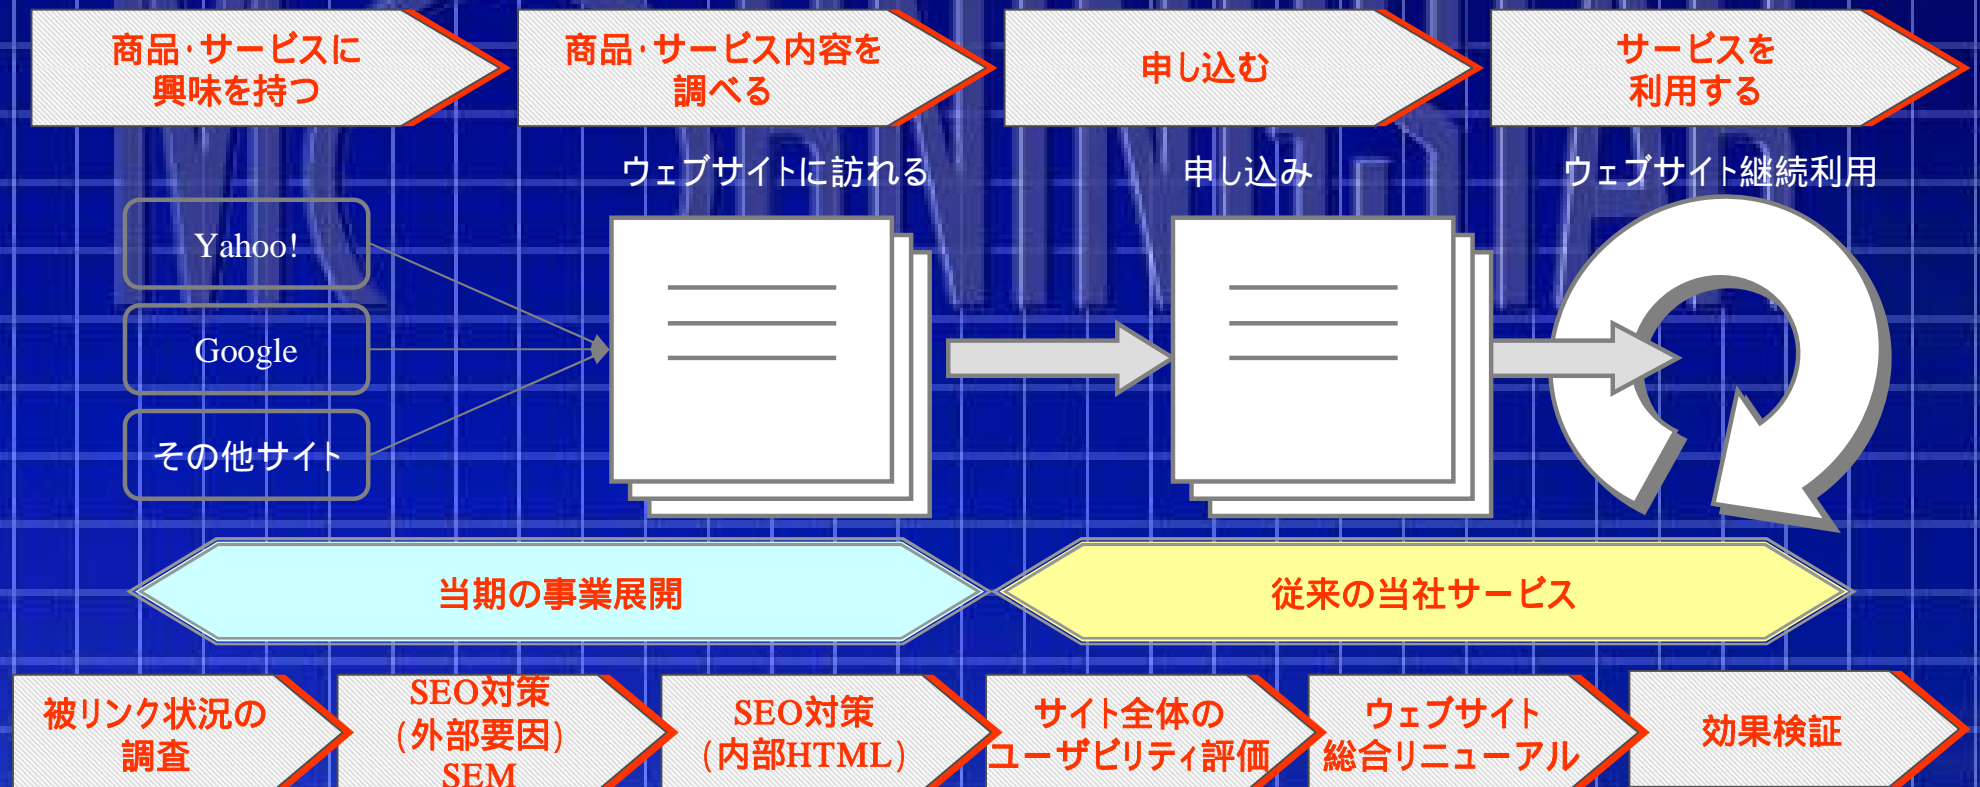 商品・サービスに
興味を持つ
商品・サービス内容を
調べる
申し込む
サービスを
利用する
ウェブサイトに訪れる
申し込み
ウェブサイト継続利用
Yahoo!
Google
その他サイト
当期の事業展開
従来の当社サービス
被リンク状況の
調査
SEO対策
(外部要因)
SEM
SEO対策
(内部HTML)
サイト全体の
ユーザビリティ評価
ウェブサイト
総合リニューアル
効果検証